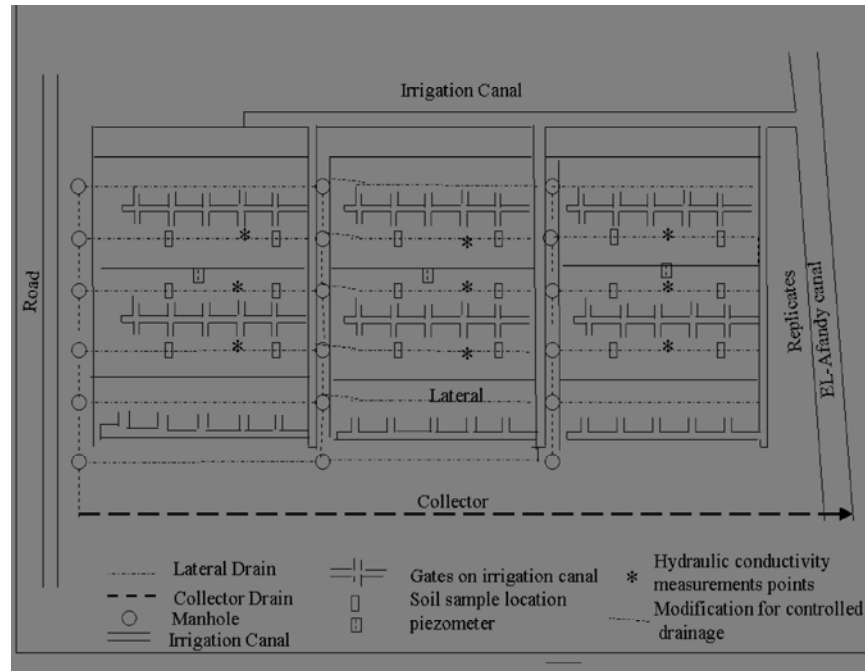 Irrigation Canal
Road
Replicates
EL-Afandy canal
Lateral
Collector
Lateral Drain
Collector Drain
Manhole
Irrigation Canal
Gates on irrigation canal
Soil sample location
piezometer
Hydraulic conductivity
measurements points
Modification for controlled
drainage